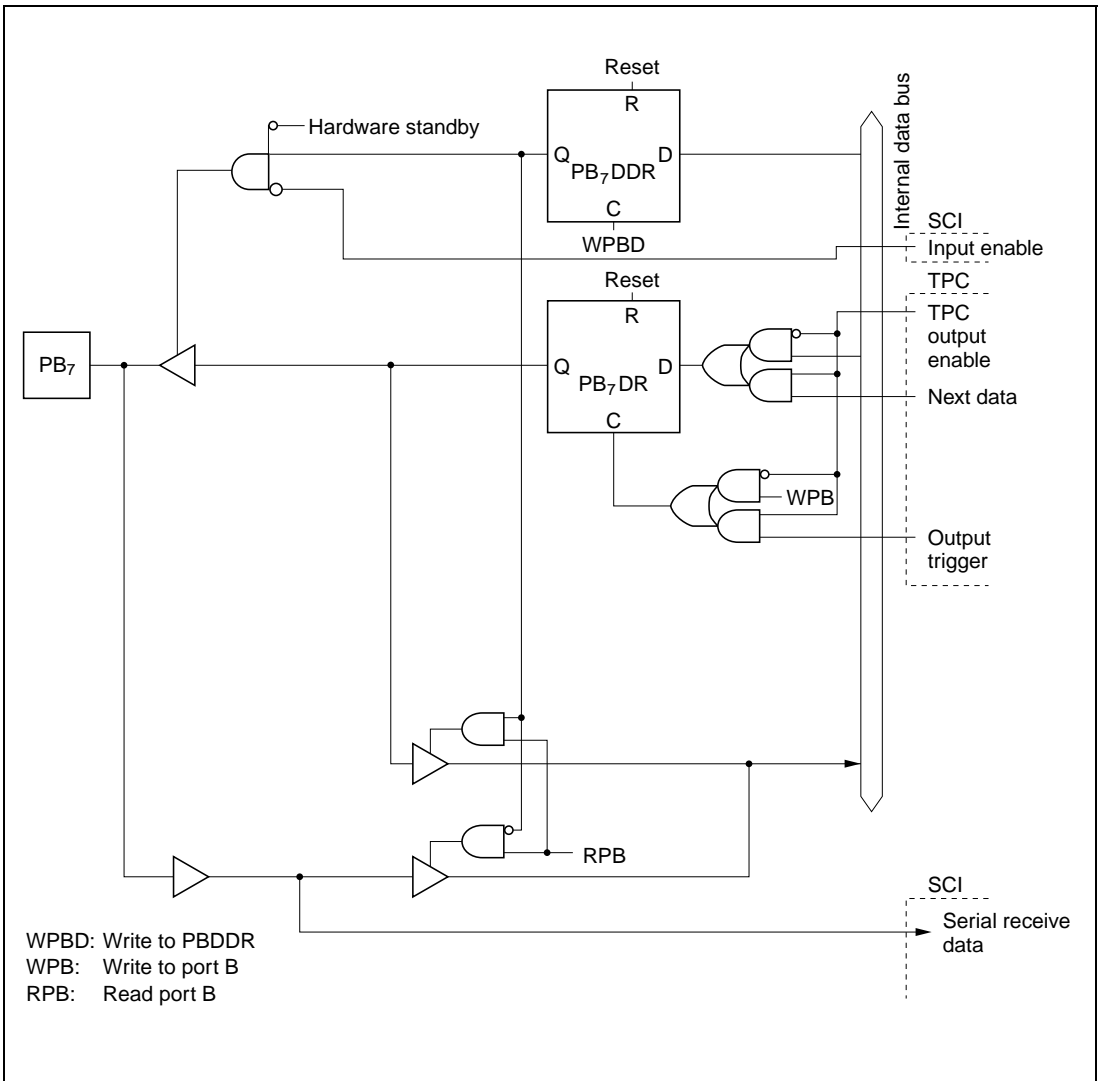 Reset
R
Hardware standby
Q
D
PB₇DDR
C
WPBD
Internal data bus
SCI
Input enable
TPC
TPC
output
enable
Next data
Output
trigger
Reset
R
PB₇
Q
D
PB₇DR
C
WPB
RPB
SCI
Serial receive
data
WPBD: Write to PBDDR
WPB: Write to port B
RPB: Read port B